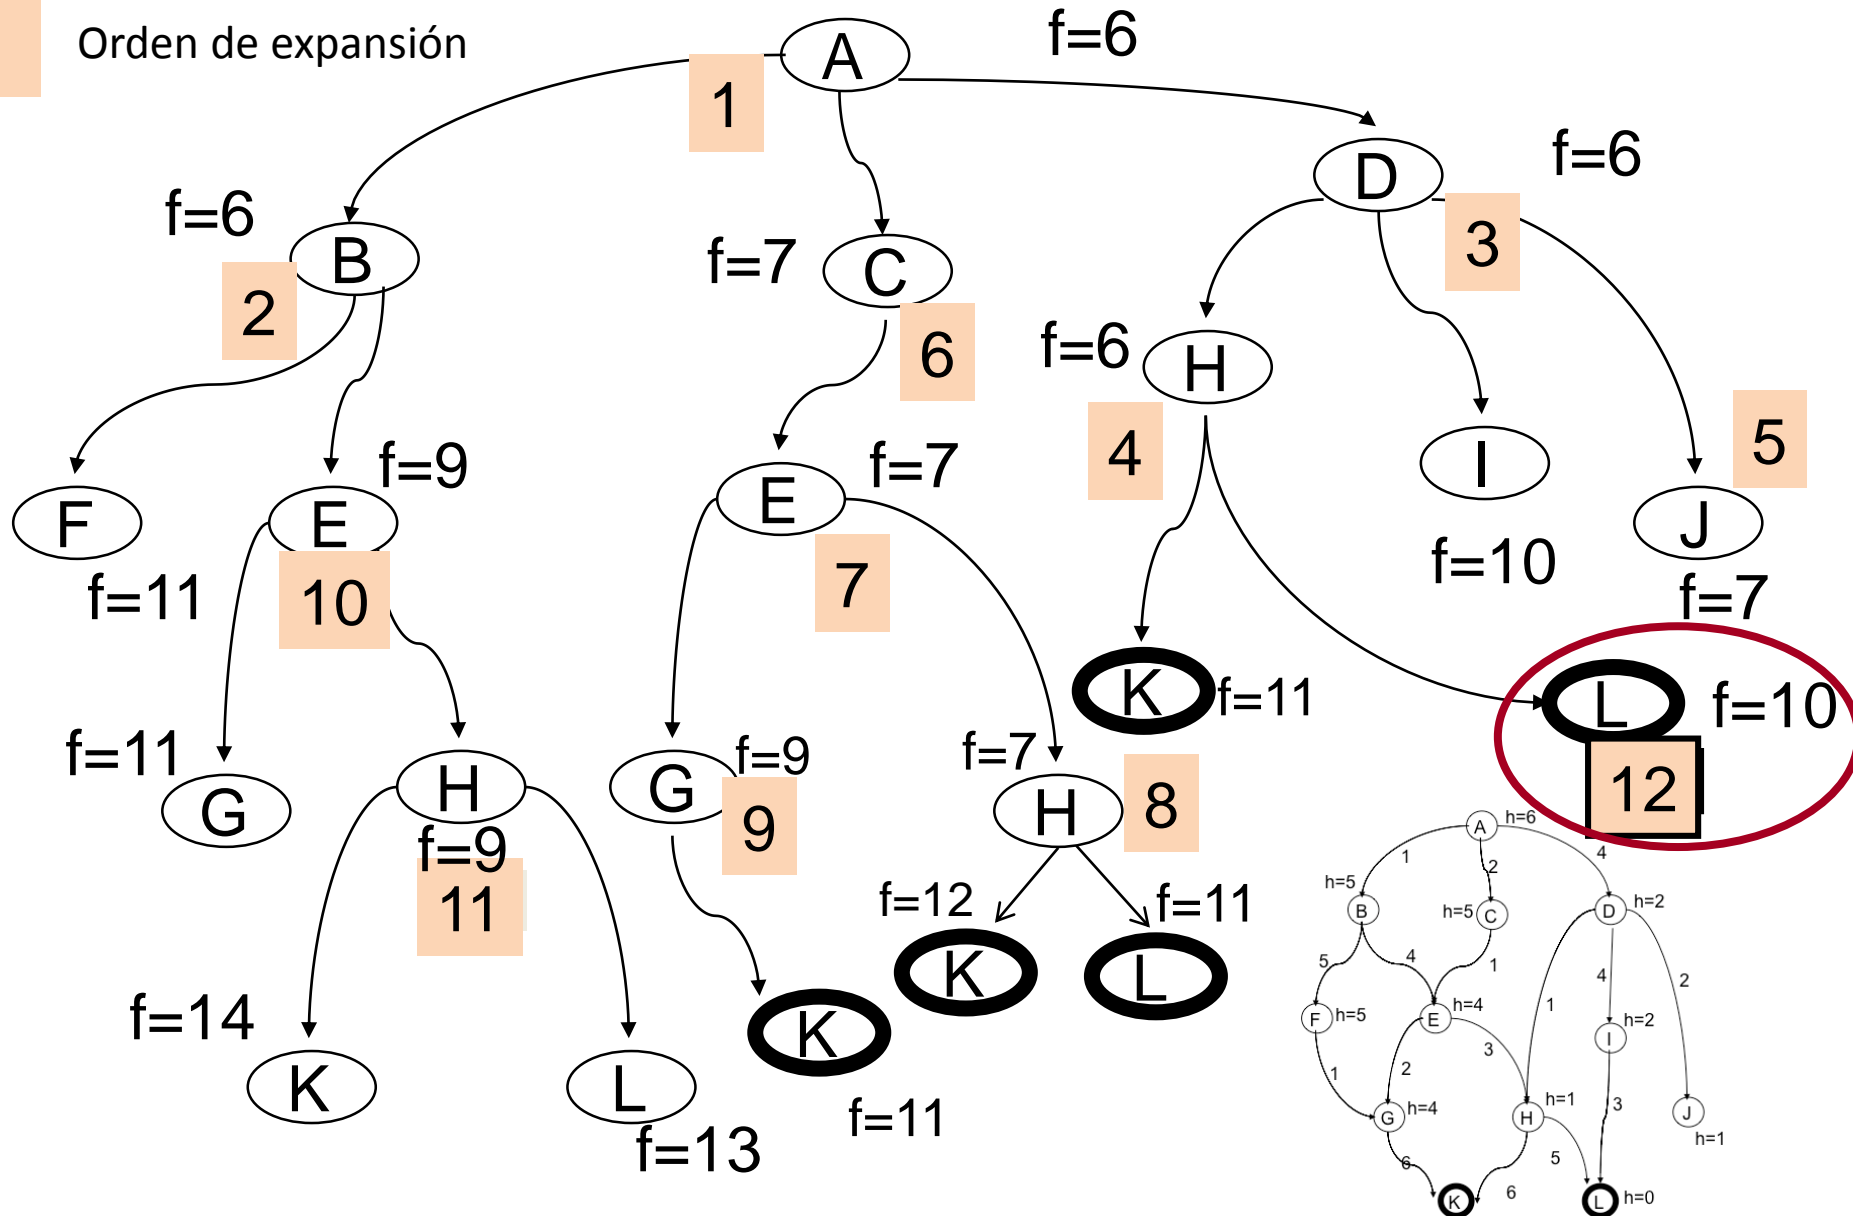 Orden de expansión
A
f=6
1
D
f=6
f=6
B
2
f=7
C
6
3
f=6
H
4
I
f=10
5
J
f=7
F
f=11
E
f=9
10
E
f=7
7
K
f=11
L
f=10
12
f=11
G
H
f=9
11
G
f=9
9
f=7
H
8
f=12
K
f=11
L
K
f=11
f=14
K
L
f=13
A
h=6
1
2
4
h=5
B
h=5
C
D
h=2
5
4
1
4
2
1
F
h=5
E
h=4
I
h=2
1
2
3
3
G
h=4
H
h=1
J
h=1
6
6
5
K
L
h=0